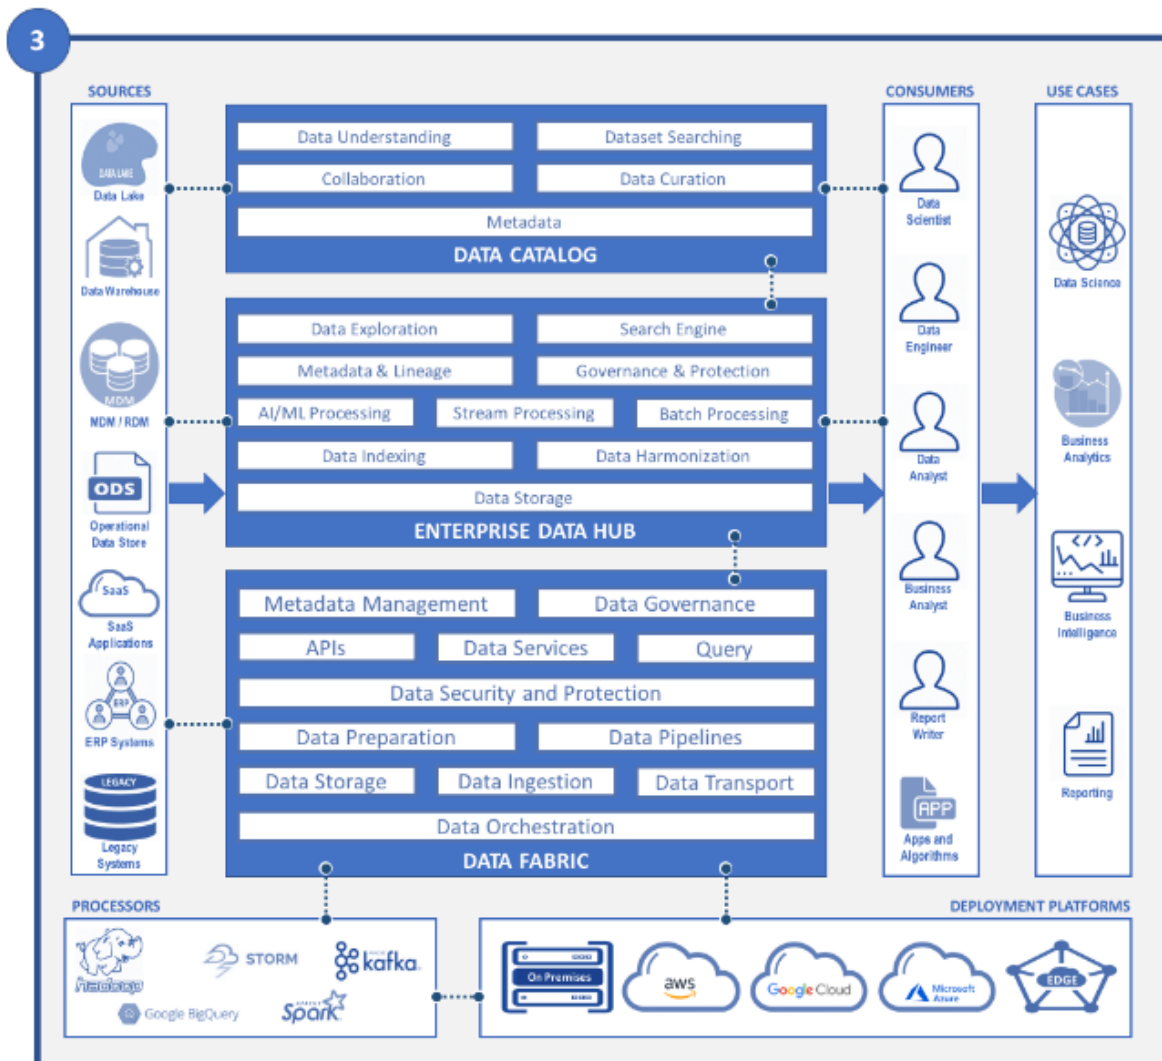 3
SOURCES
DATA LAKE
Data Lake
Data Warehouse
MDM
MDM / RDM
ODS
Operational
Data Store
SaaS
SaaS
Applications
ERP
ERP Systems
LEGACY
Legacy
Systems
Data Understanding
Dataset Searching
Collaboration
Data Curation
Metadata
DATA CATALOG
Data Exploration
Search Engine
Metadata & Lineage
Governance & Protection
AI/ML Processing
Stream Processing
Batch Processing
Data Indexing
Data Harmonization
Data Storage
ENTERPRISE DATA HUB
Metadata Management
Data Governance
APIs
Data Services
Query
Data Security and Protection
Data Preparation
Data Pipelines
Data Storage
Data Ingestion
Data Transport
Data Orchestration
DATA FABRIC
CONSUMERS
Data
Scientist
Data
Engineer
Data
Analyst
Business
Analyst
Report
Writer
APP
Apps and
Algorithms
USE CASES
Data Science
Business
Analytics
</>
Business
Intelligence
Reporting
PROCESSORS
hadoop
STORM
kafka
Google BigQuery
Spark
DEPLOYMENT PLATFORMS
On Premises
aws
Google Cloud
Microsoft
Azure
EDGE